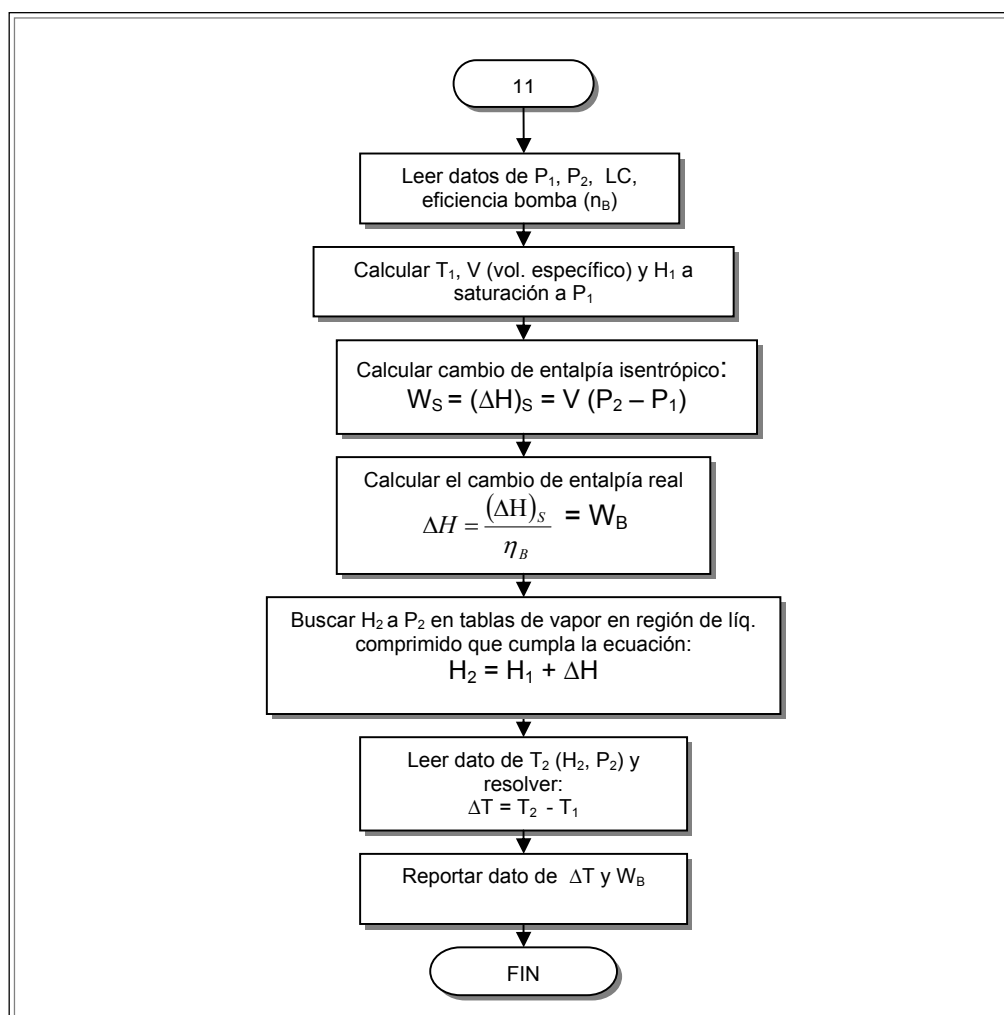 11
Leer datos de P₁, P₂, LC,
eficiencia bomba (n_B)
Calcular T₁, V (vol. específico) y H₁ a
saturación a P₁
Calcular cambio de entalpía isentrópico:
W_S = (ΔH)_S = V (P₂ – P₁)
Calcular el cambio de entalpía real
ΔH = (ΔH)_S / η_B = W_B
Buscar H₂ a P₂ en tablas de vapor en región de líq.
comprimido que cumpla la ecuación:
H₂ = H₁ + ΔH
Leer dato de T₂ (H₂, P₂) y
resolver:
ΔT = T₂ - T₁
Reportar dato de ΔT y W_B
FIN